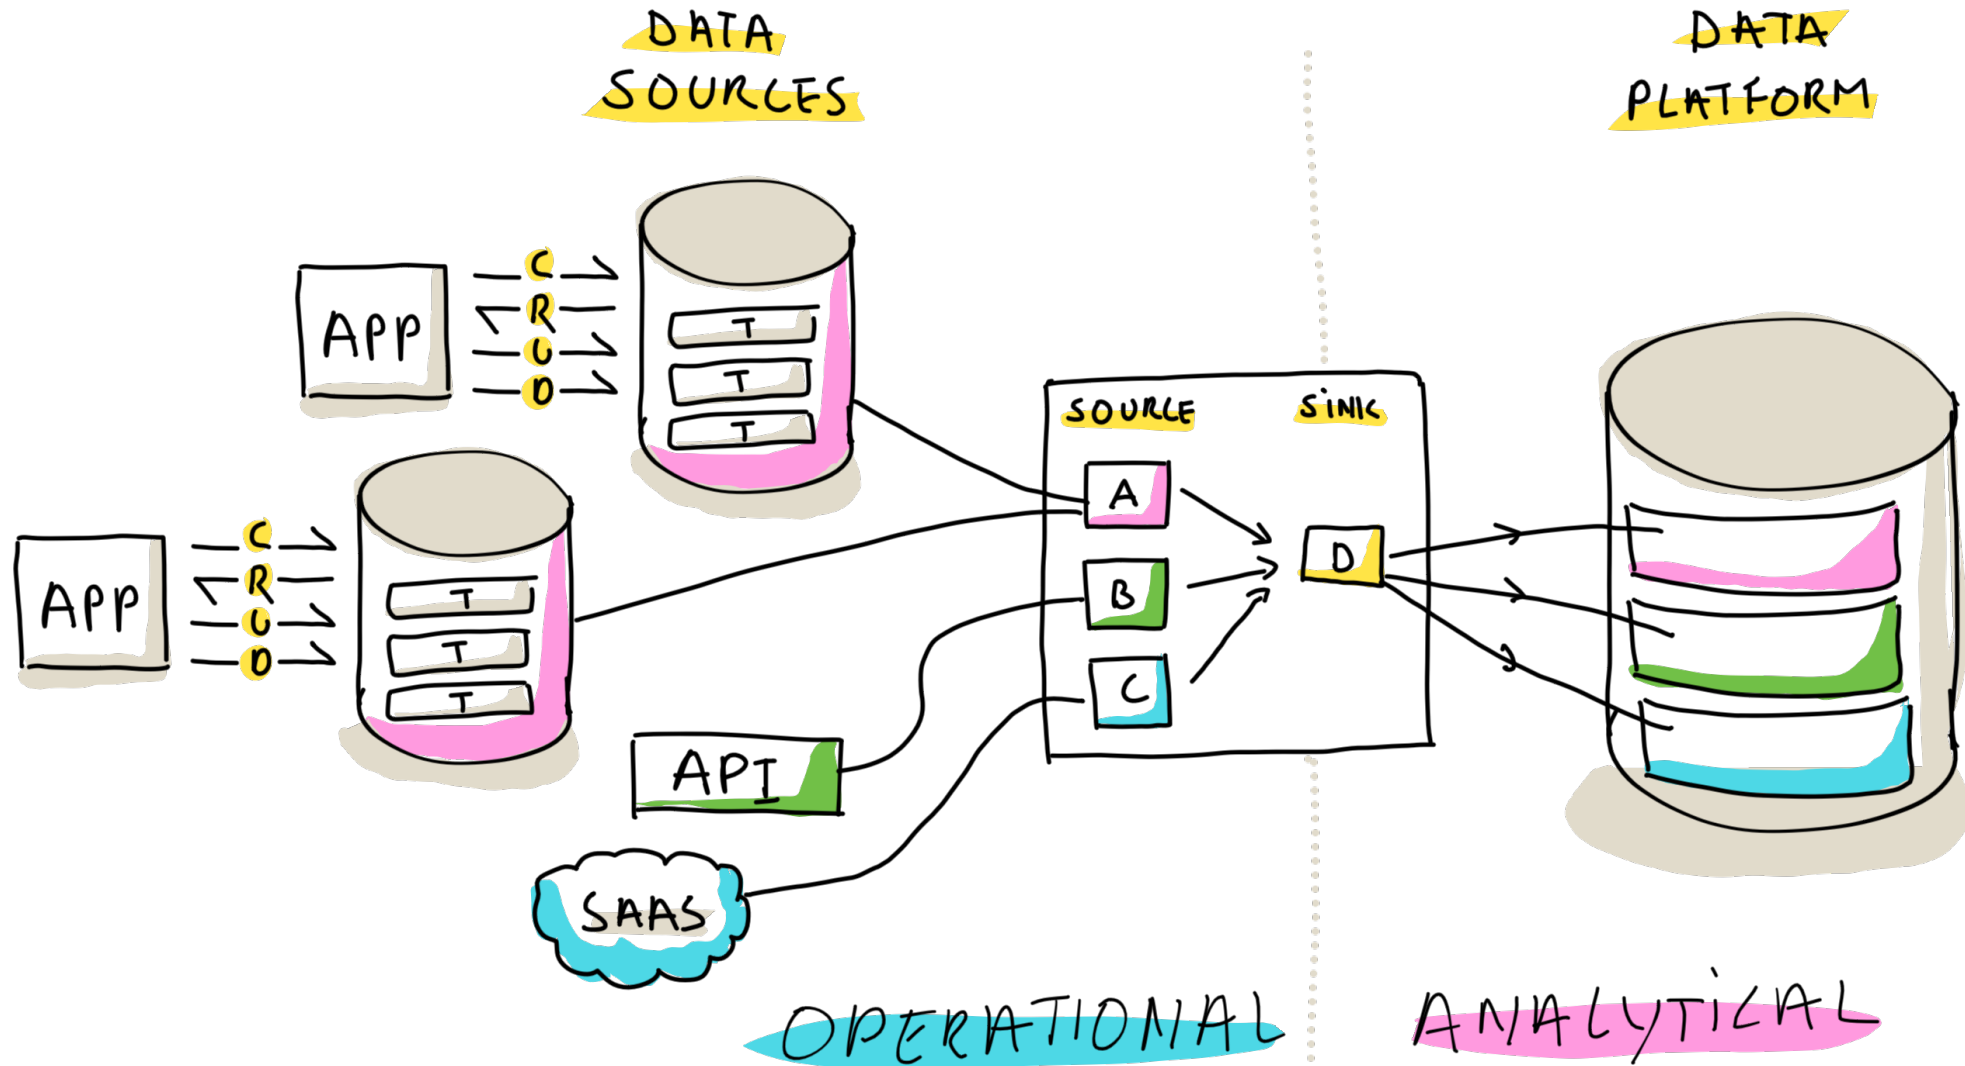 DATA
SOURCES
DATA
PLATFORM
APP
C
R
U
D
T
T
T
APP
C
R
U
D
T
T
T
API
SAAS
SOURCE
SiNK
A
B
C
D
OPERATIONAL
ANALYTiCAL